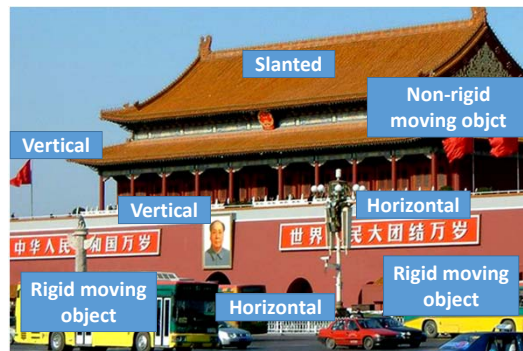 Slanted
Non-rigid
moving objct
Vertical
Vertical
Horizontal
中华人民
和国万岁
世界
民大团结万岁
Rigid moving
object
Horizontal
Rigid moving
object